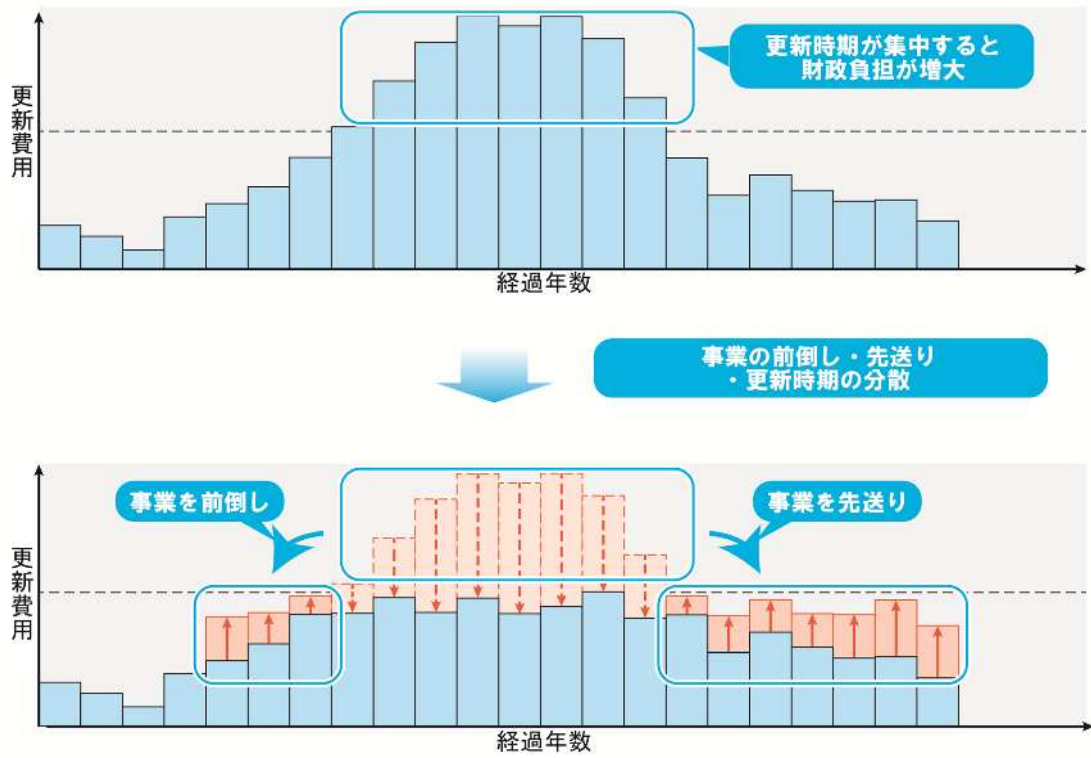 更新時期が集中すると
財政負担が増大
更新費用
経過年数
事業の前倒し・先送り
・更新時期の分散
事業を前倒し
事業を先送り
更新費用
経過年数